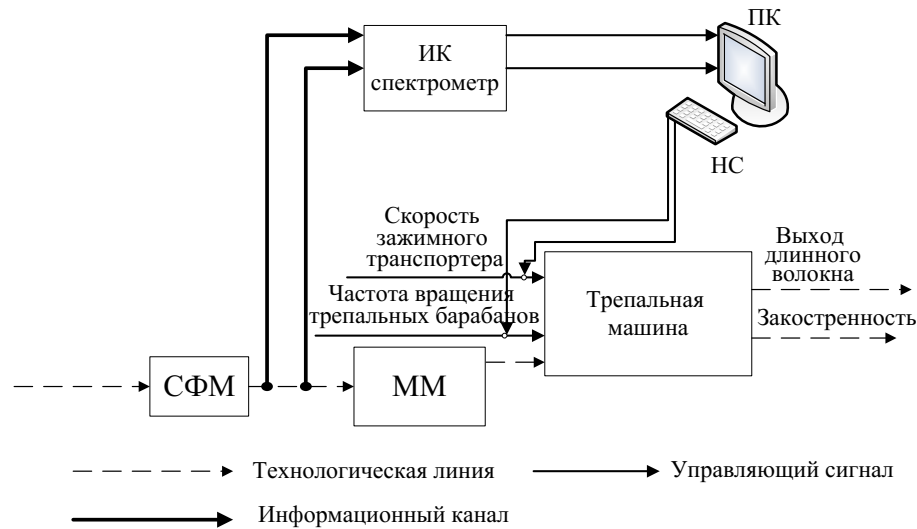 ПК
ИК
спектрометр
НС
Скорость
зажимного
транспортера
Частота вращения
трепальных барабанов
Трепальная
машина
Выход
длинного
волокна
Закостренность
СФМ
ММ
Технологическая линия
Управляющий сигнал
Информационный канал